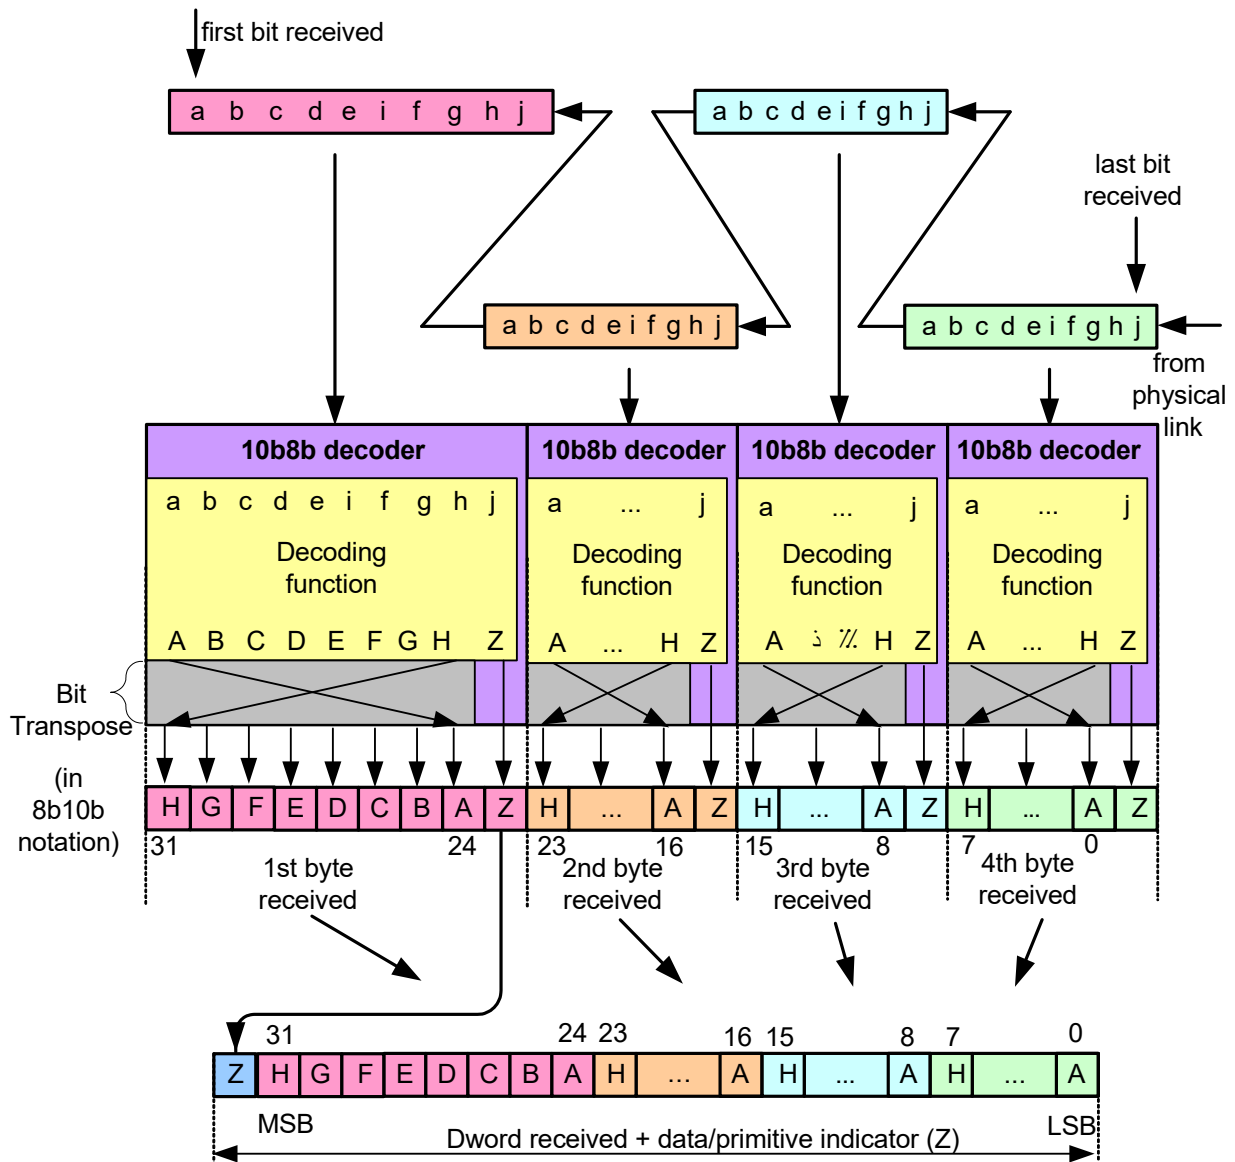 first bit received
a b c d e i f g h j
a b c d e i f g h j
last bit
received
a b c d e i f g h j
a b c d e i f g h j
from
physical
link
10b8b decoder
10b8b decoder
10b8b decoder
10b8b decoder
a b c d e i f g h j
a ... j
a ... j
a ... j
Decoding
function
Decoding
function
Decoding
function
Decoding
function
A B C D E F G H Z
A ... H Z
A H Z
A ... H Z
Bit
Transpose
(in
8b10b
notation)
H G F E D C B A Z H ... A Z H ... A Z H ... A Z
31 24 23 16 15 8 7 0
1st byte
received
2nd byte
received
3rd byte
received
4th byte
received
31 24 23 16 15 8 7 0
Z H G F E D C B A H ... A H ... A H ... A
MSB LSB
Dword received + data/primitive indicator (Z)